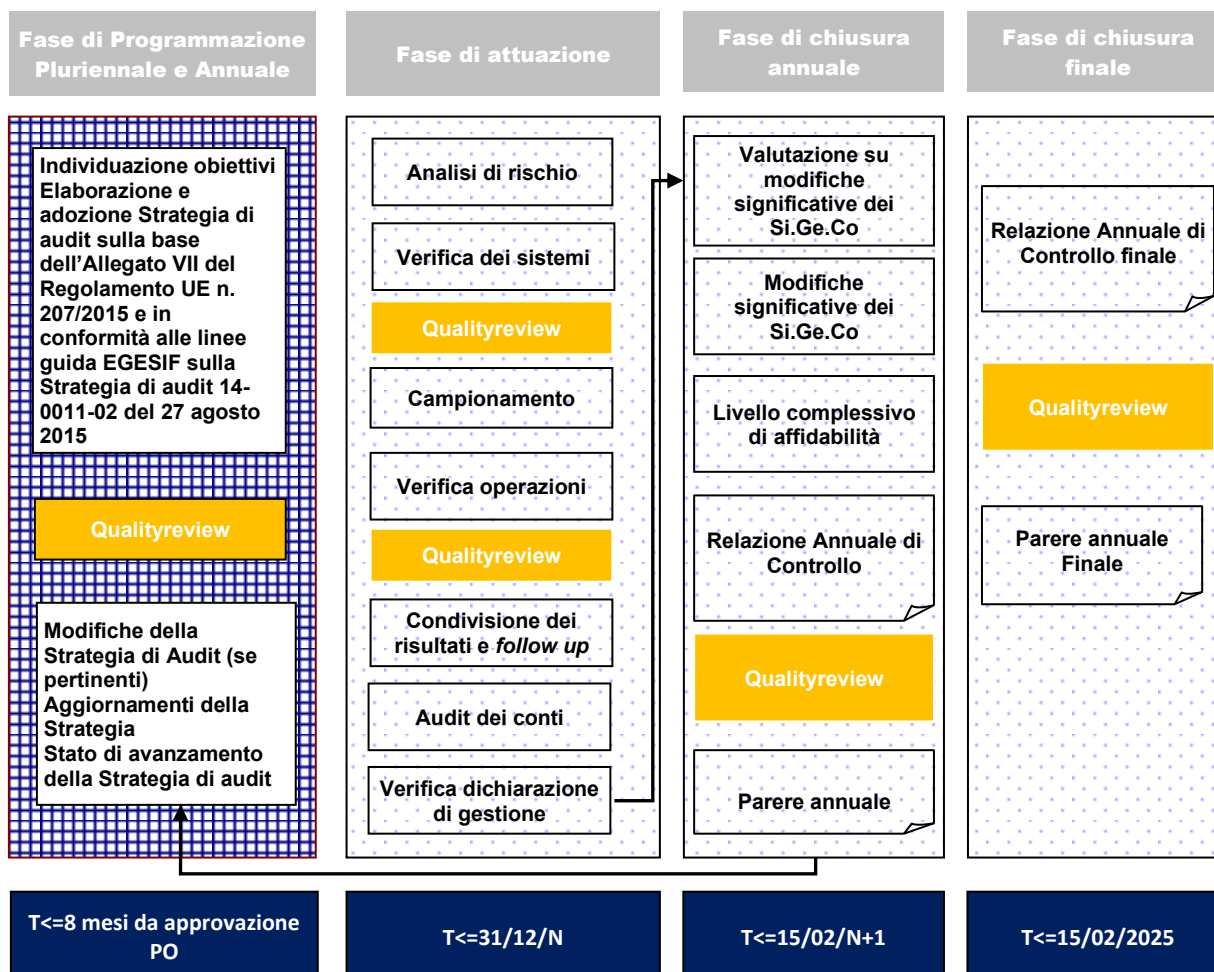 Fase di Programmazione
Pluriennale e Annuale
Fase di attuazione
Fase di chiusura
annuale
Fase di chiusura
finale
Individuazione obiettivi
Elaborazione e
adozione Strategia di
audit sulla base
dell'Allegato VII del
Regolamento UE n.
207/2015 e in
conformità alle linee
guida EGESIF sulla
Strategia di audit 14-
0011-02 del 27 agosto
2015
Qualityreview
Modifiche della
Strategia di Audit (se
pertinenti)
Aggiornamenti della
Strategia
Stato di avanzamento
della Strategia di audit
Analisi di rischio
Verifica dei sistemi
Qualityreview
Campionamento
Verifica operazioni
Qualityreview
Condivisione dei
risultati e follow up
Audit dei conti
Verifica dichiarazione
di gestione
Valutazione su
modifiche
significative dei
Si.Ge.Co
Modifiche
significative dei
Si.Ge.Co
Livello complessivo
di affidabilità
Relazione Annuale di
Controllo
Qualityreview
Parere annuale
Relazione Annuale di
Controllo finale
Qualityreview
Parere annuale
Finale
T<=8 mesi da approvazione
PO
T<=31/12/N
T<=15/02/N+1
T<=15/02/2025